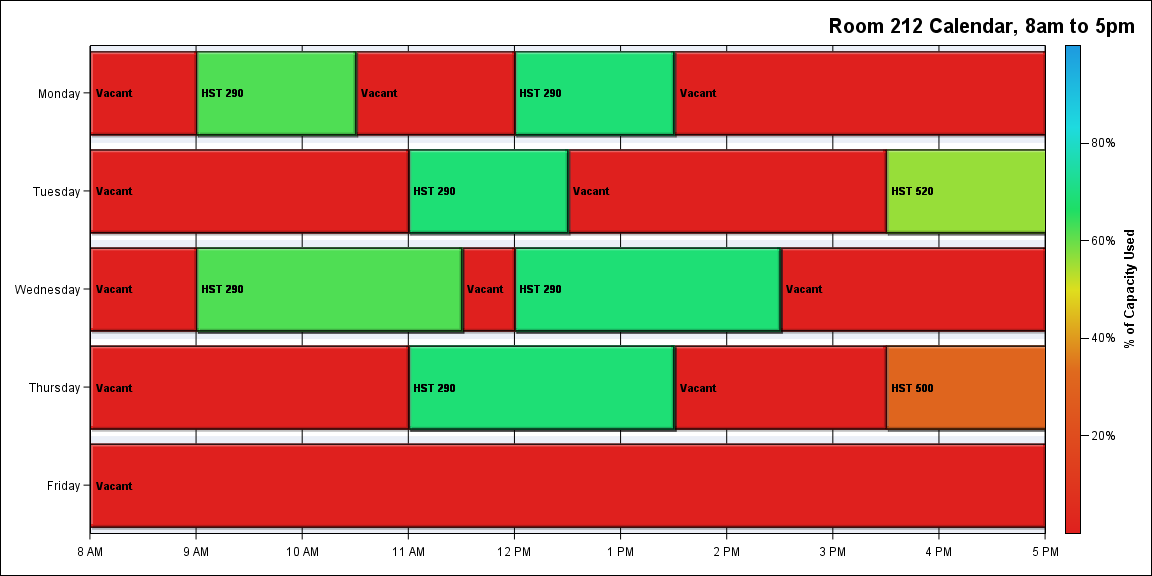 Room 212 Calendar, 8am to 5pm
Monday
Vacant
HST 290
Vacant
HST 290
Vacant
Tuesday
Vacant
HST 290
Vacant
HST 520
Wednesday
Vacant
HST 290
Vacant
HST 290
Vacant
Thursday
Vacant
HST 290
Vacant
HST 500
Friday
Vacant
8 AM
9 AM
10 AM
11 AM
12 PM
1 PM
2 PM
3 PM
4 PM
5 PM
80%
60%
40%
20%
% of Capacity Used